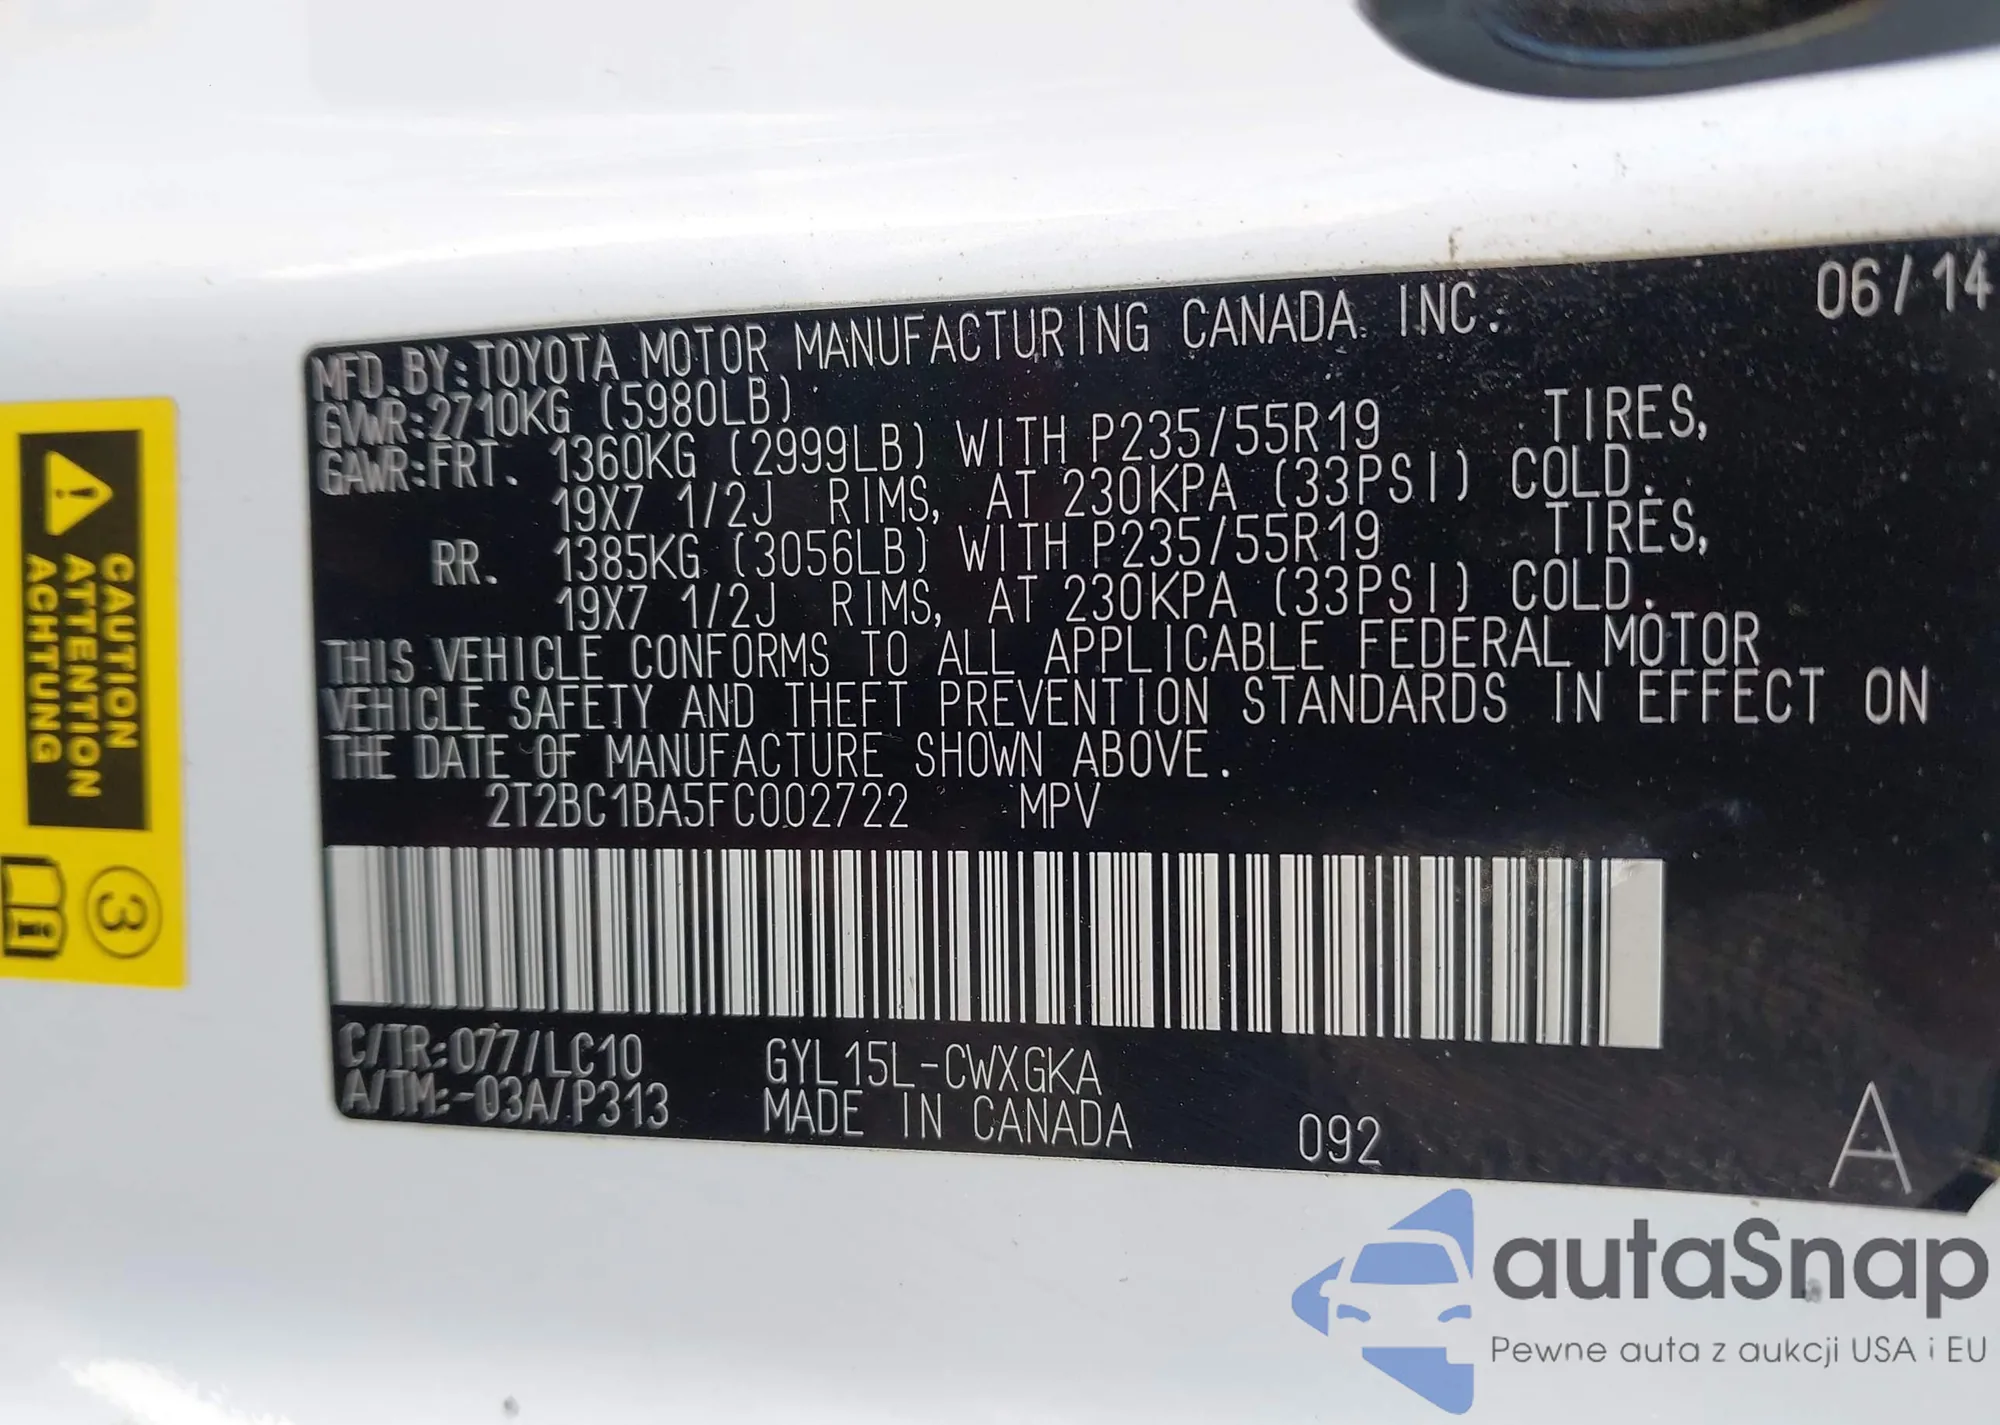 MFD. BY: TOYOTA MOTOR MANUFACTURING CANADA INC. 06/14
GVWR: 2710KG (5980LB)
GAWR: FRT. 1360KG (2999LB) WITH P235/55R19 TIRES,
19X7 1/2J RIMS, AT 230KPA (33PSI) COLD.
RR. 1385KG (3056LB) WITH P235/55R19 TIRES,
19X7 1/2J RIMS, AT 230KPA (33PSI) COLD.
THIS VEHICLE CONFORMS TO ALL APPLICABLE FEDERAL MOTOR
VEHICLE SAFETY AND THEFT PREVENTION STANDARDS IN EFFECT ON
THE DATE OF MANUFACTURE SHOWN ABOVE.
2T2BC1BA5FC002722 MPV
C/TR: 077/LC10 GYL15L-CWXGKA
A/TM: -03A/P313 MADE IN CANADA 092 A
CAUTION
ATTENTION
ACHTUNG
3
autaSnap
Pewne auta z aukcji USA i EU